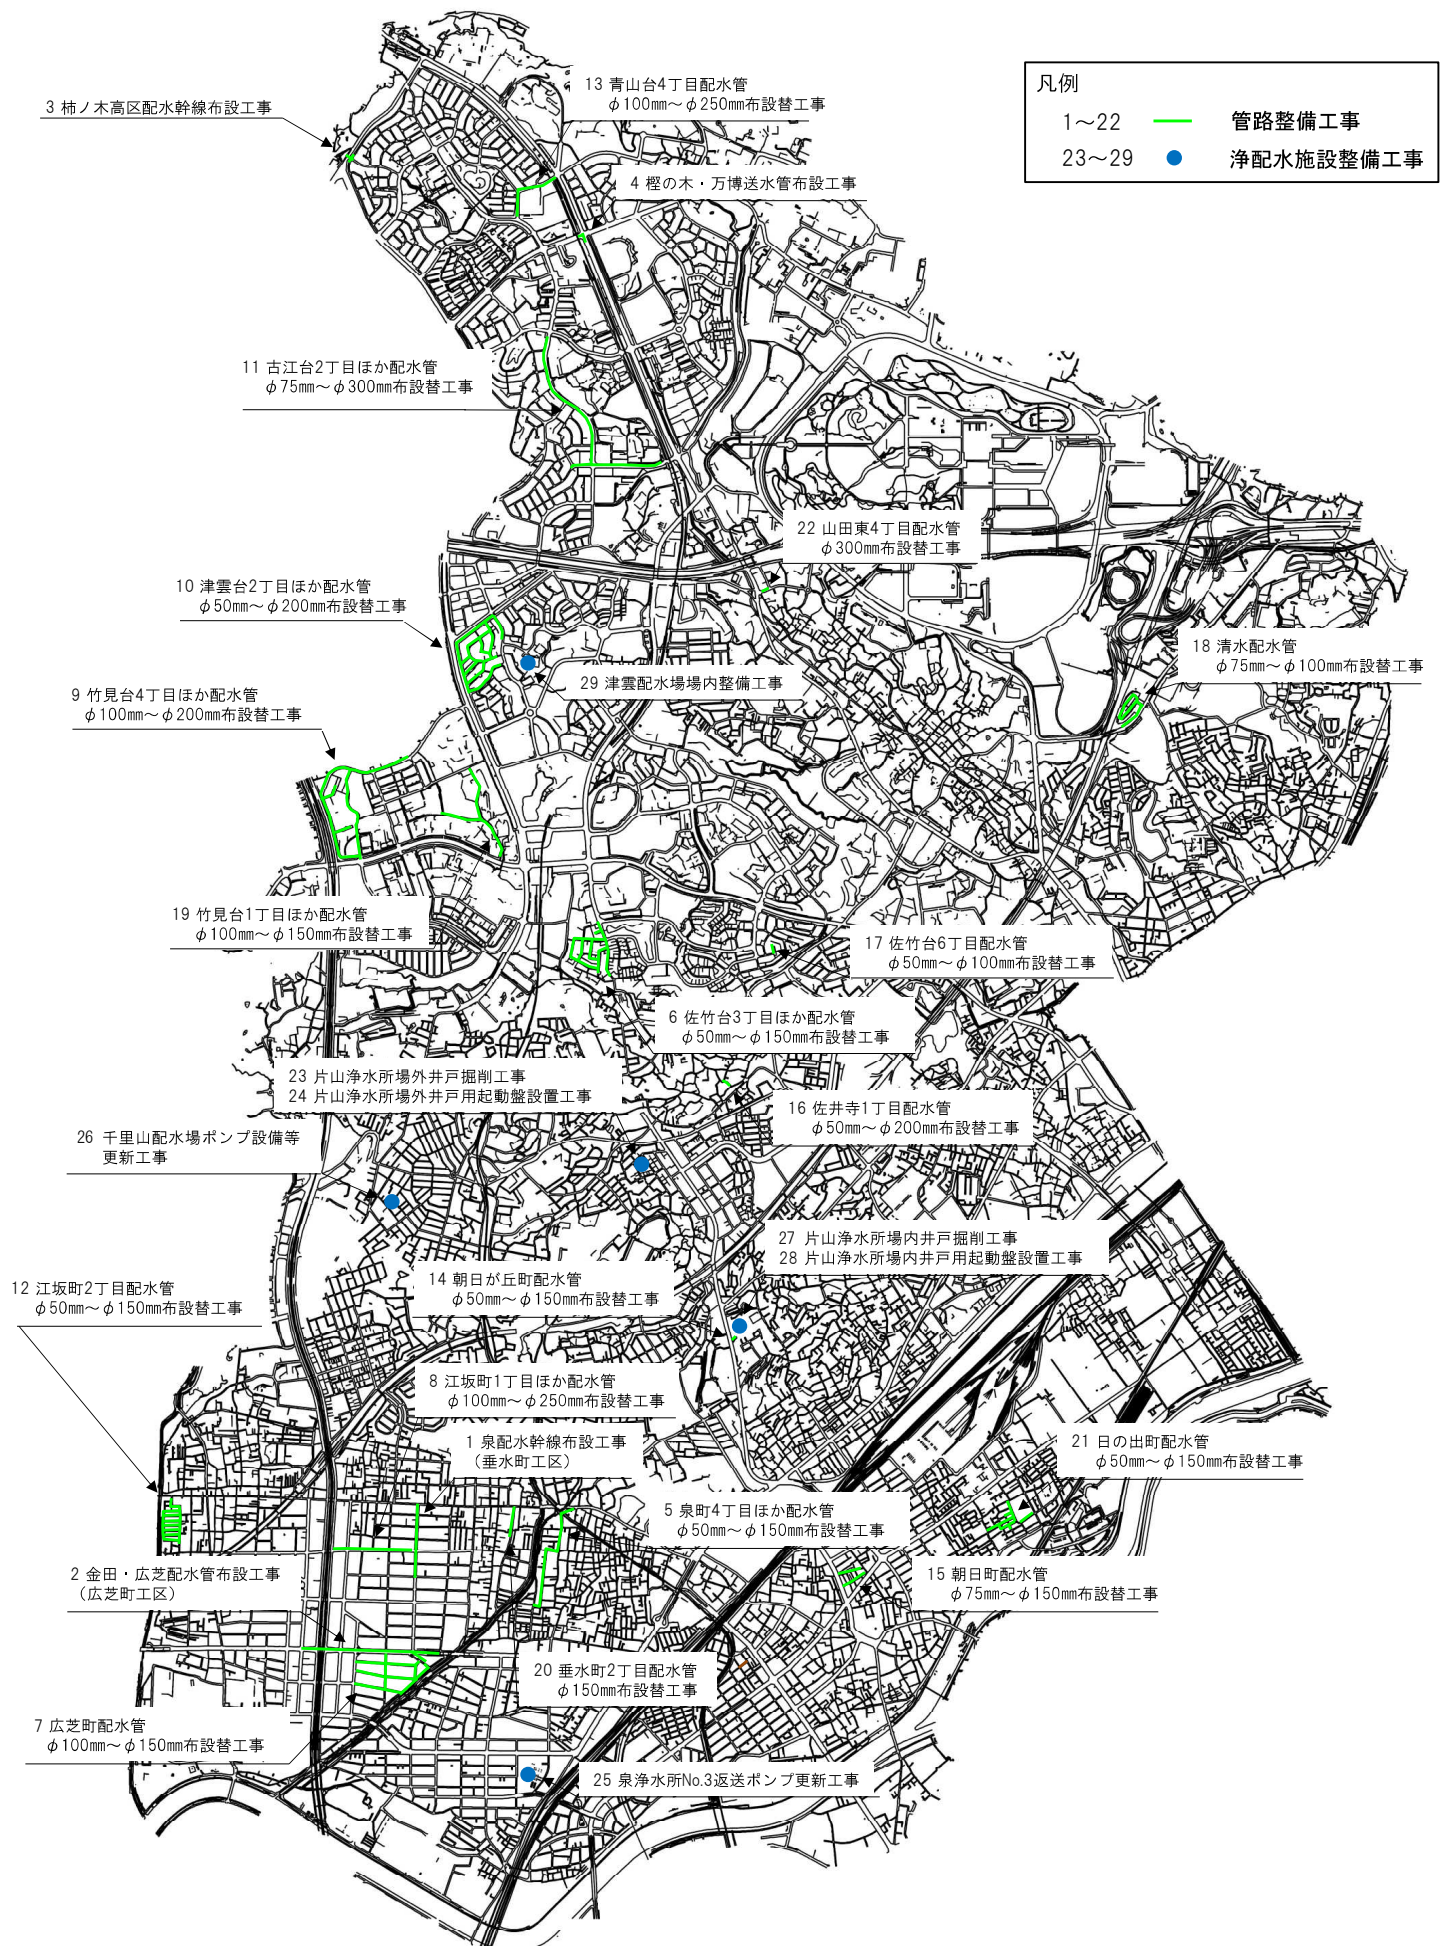 凡例
1～22 管路整備工事
23～29 浄配水施設整備工事
13 青山台4丁目配水管
φ100㎜～φ250㎜布設替工事
3 柿ノ木高区配水幹線布設工事
4 樫の木・万博送水管布設工事
11 古江台2丁目ほか配水管
φ75㎜～φ300㎜布設替工事
22 山田東4丁目配水管
φ300㎜布設替工事
10 津雲台2丁目ほか配水管
φ50㎜～φ200㎜布設替工事
18 清水配水管
φ75㎜～φ100㎜布設替工事
29 津雲配水場場内整備工事
9 竹見台4丁目ほか配水管
φ100㎜～φ200㎜布設替工事
19 竹見台1丁目ほか配水管
φ100㎜～φ150㎜布設替工事
17 佐竹台6丁目配水管
φ50㎜～φ100㎜布設替工事
6 佐竹台3丁目ほか配水管
φ50㎜～φ150㎜布設替工事
23 片山浄水所場外井戸掘削工事
24 片山浄水所場外井戸用起動盤設置工事
16 佐井寺1丁目配水管
φ50㎜～φ200㎜布設替工事
26 千里山配水場ポンプ設備等
更新工事
27 片山浄水所場内井戸掘削工事
28 片山浄水所場内井戸用起動盤設置工事
14 朝日が丘町配水管
φ50㎜～φ150㎜布設替工事
12 江坂町2丁目配水管
φ50㎜～φ150㎜布設替工事
8 江坂町1丁目ほか配水管
φ100㎜～φ250㎜布設替工事
1 泉配水幹線布設工事
（垂水町工区）
21 日の出町配水管
φ50㎜～φ150㎜布設替工事
5 泉町4丁目ほか配水管
φ50㎜～φ150㎜布設替工事
2 金田・広芝配水管布設工事
（広芝町工区）
15 朝日町配水管
φ75㎜～φ150㎜布設替工事
20 垂水町2丁目配水管
φ150㎜布設替工事
7 広芝町配水管
φ100㎜～φ150㎜布設替工事
25 泉浄水所No.3返送ポンプ更新工事